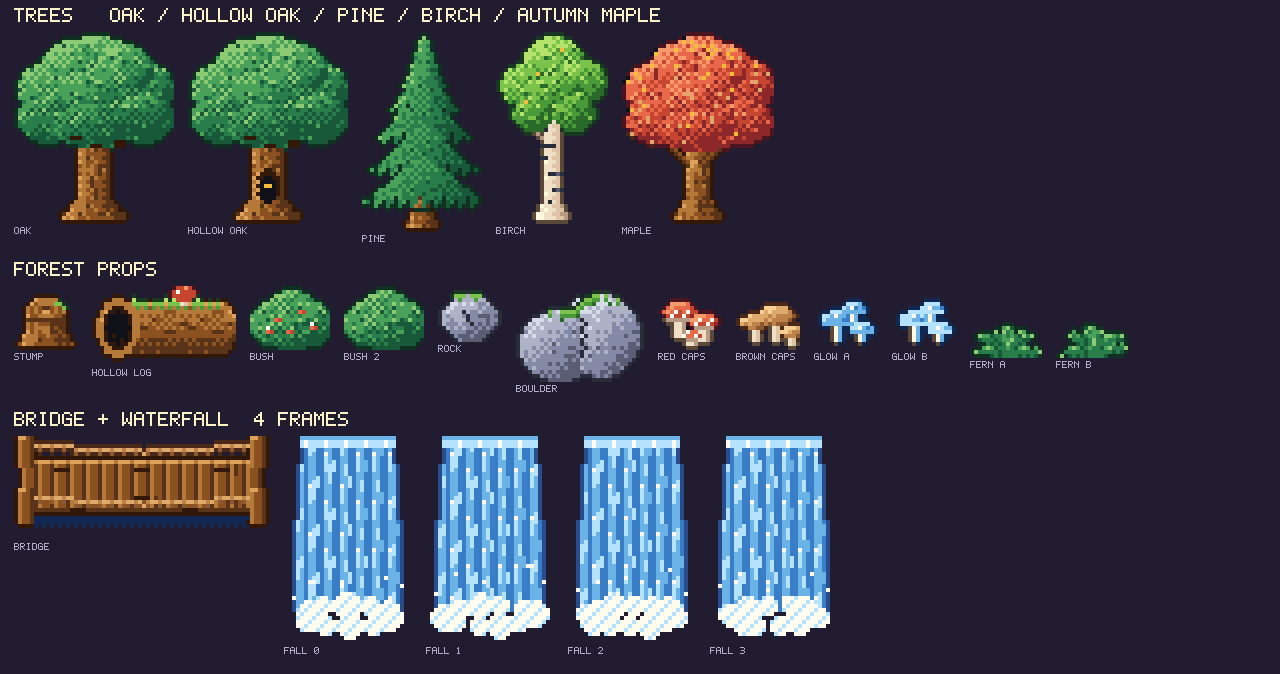 TREES   OAK / HOLLOW OAK / PINE / BIRCH / AUTUMN MAPLE
OAK
HOLLOW OAK
PINE
BIRCH
MAPLE
FOREST PROPS
STUMP
HOLLOW LOG
BUSH
BUSH 2
ROCK
BOULDER
RED CAPS
BROWN CAPS
GLOW A
GLOW B
FERN A
FERN B
BRIDGE + WATERFALL  4 FRAMES
BRIDGE
FALL 0
FALL 1
FALL 2
FALL 3